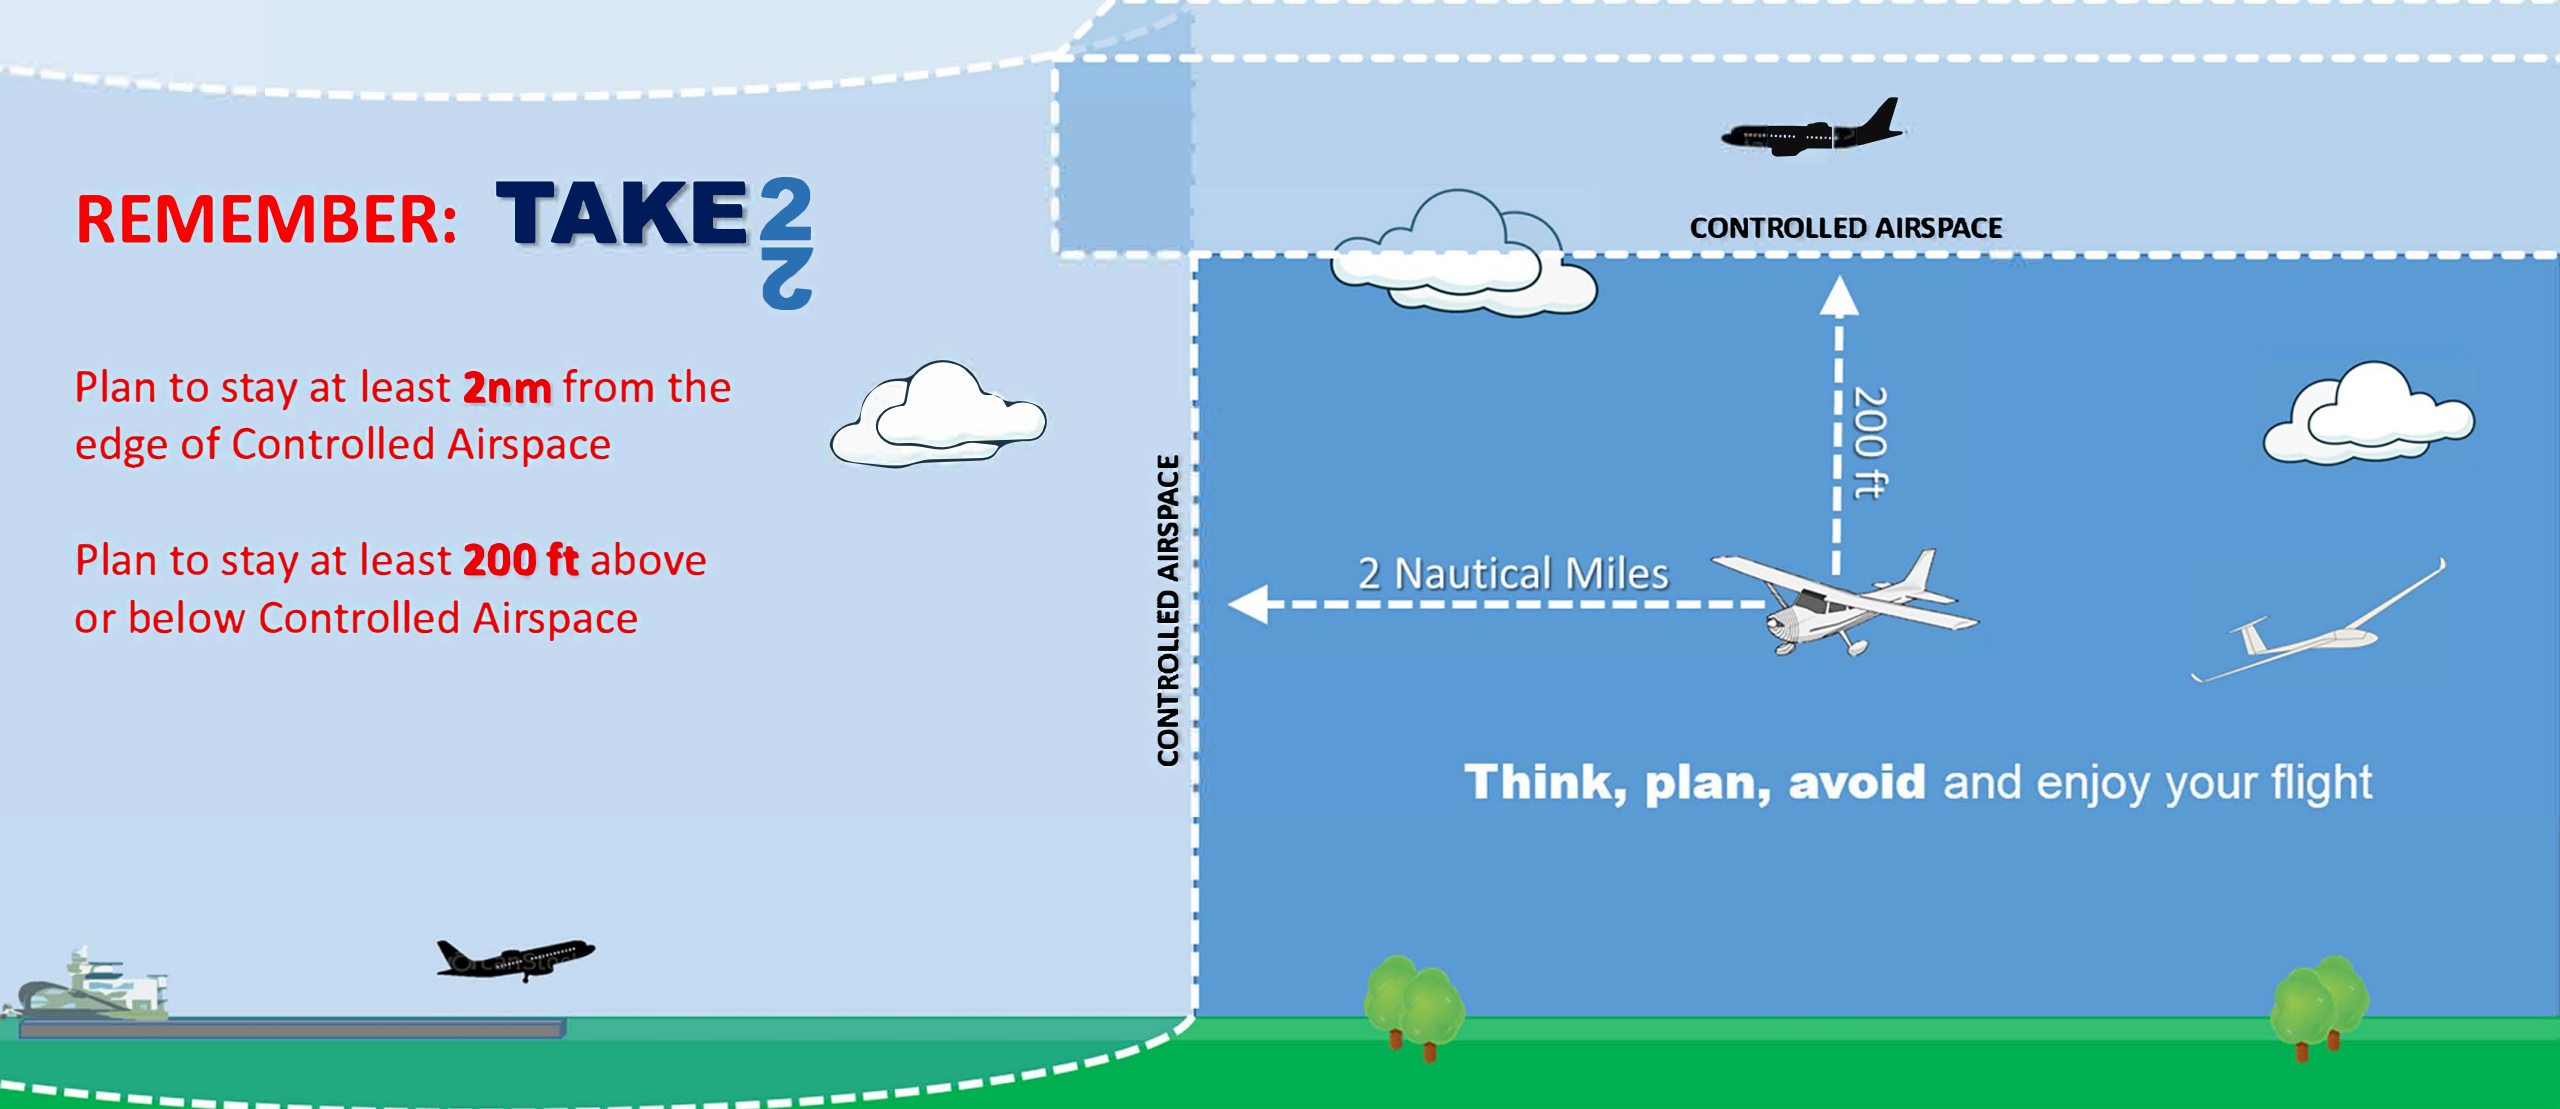 REMEMBER: TAKE2
2
Plan to stay at least 2nm from the
edge of Controlled Airspace
Plan to stay at least 200 ft above
or below Controlled Airspace
CONTROLLED AIRSPACE
CONTROLLED AIRSPACE
200 ft
2 Nautical Miles
Think, plan, avoid and enjoy your flight